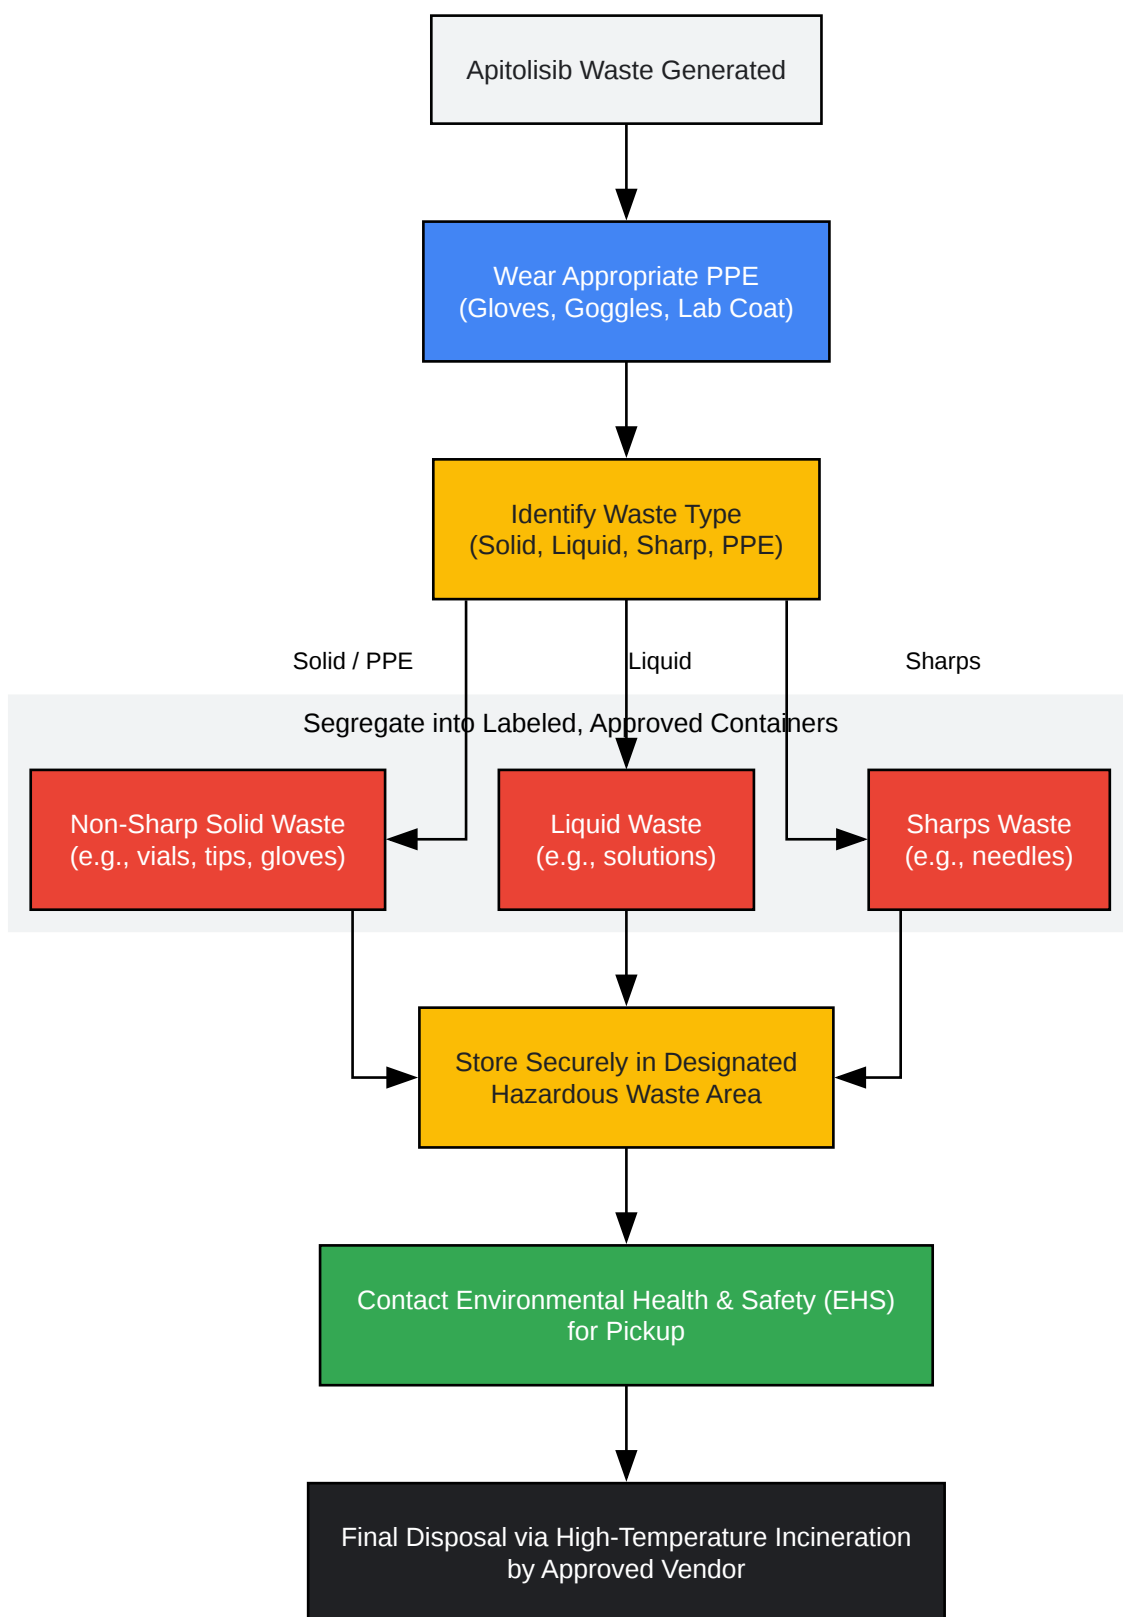 Apitolisib Waste Generated
Wear Appropriate PPE
(Gloves, Goggles, Lab Coat)
Identify Waste Type
(Solid, Liquid, Sharp, PPE)
Solid / PPE
Liquid
Sharps
Segregate into Labeled, Approved Containers
Non-Sharp Solid Waste
(e.g., vials, tips, gloves)
Liquid Waste
(e.g., solutions)
Sharps Waste
(e.g., needles)
Store Securely in Designated
Hazardous Waste Area
Contact Environmental Health & Safety (EHS)
for Pickup
Final Disposal via High-Temperature Incineration
by Approved Vendor